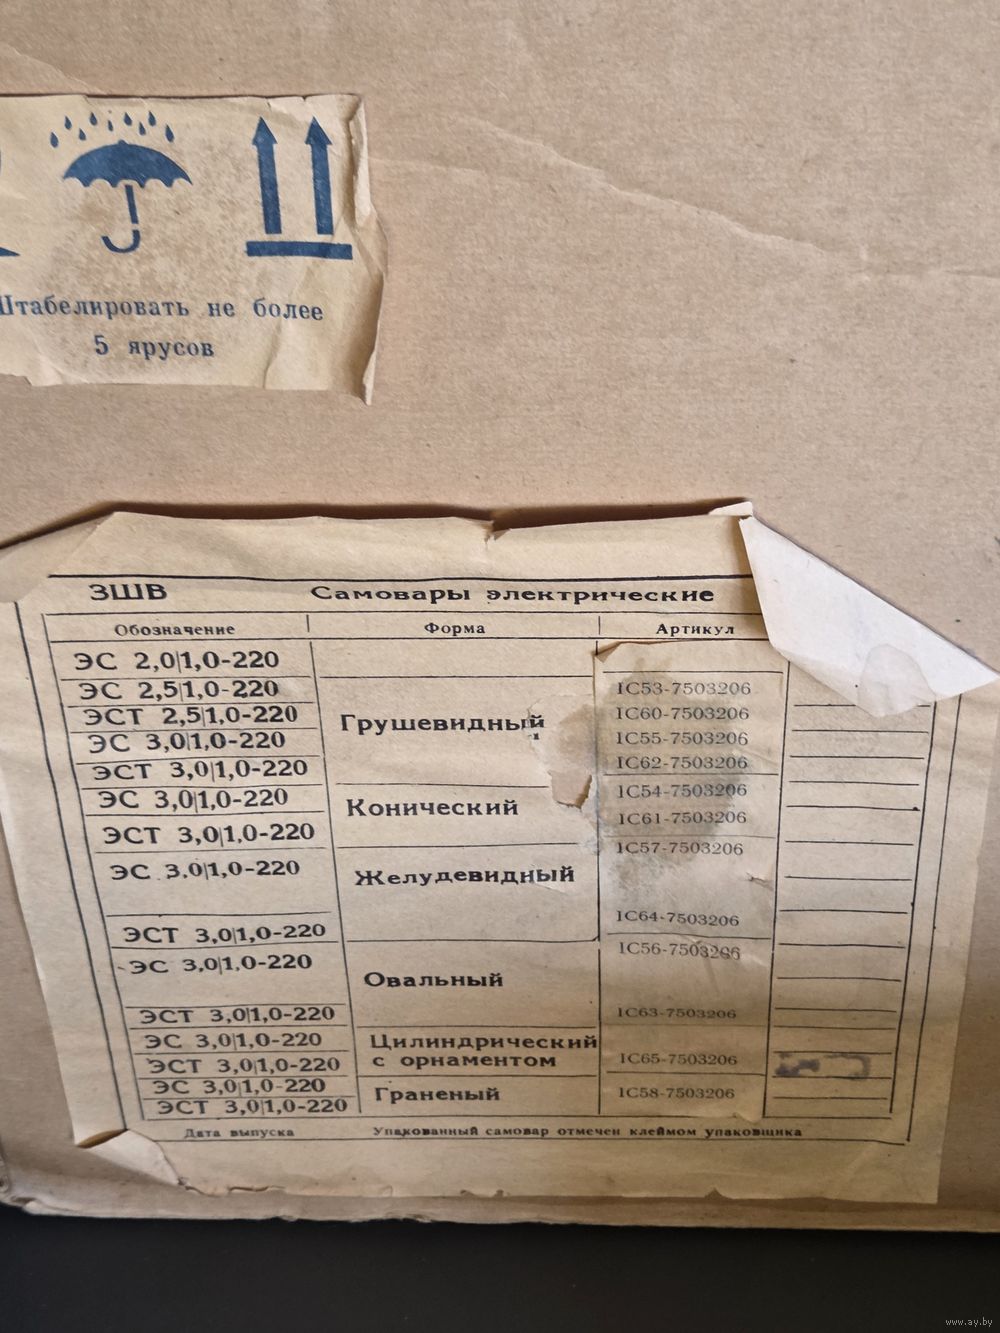 Штабелировать не более
5 ярусов
ЗШВ Самовары электрические
Обозначение Форма Артикул
ЭС 2,0|1,0-220
ЭС 2,5|1,0-220 1С53-7503206
ЭСТ 2,5|1,0-220 Грушевидный 1С60-7503206
ЭС 3,0|1,0-220 1С55-7503206
ЭСТ 3,0|1,0-220 1С62-7503206
ЭС 3,0|1,0-220 Конический 1С54-7503206
ЭСТ 3,0|1,0-220 1С61-7503206
ЭС 3,0|1,0-220 Желудевидный 1С57-7503206
ЭСТ 3,0|1,0-220 1С64-7503206
ЭС 3,0|1,0-220 Овальный 1С56-7503206
ЭСТ 3,0|1,0-220 1С63-7503206
ЭС 3,0|1,0-220 Цилиндрический
ЭСТ 3,0|1,0-220 с орнаментом 1С65-7503206
ЭС 3,0|1,0-220 Граненый 1С58-7503206
ЭСТ 3,0|1,0-220
Дата выпуска Упакованный самовар отмечен клеймом упаковщика
www.ay.by